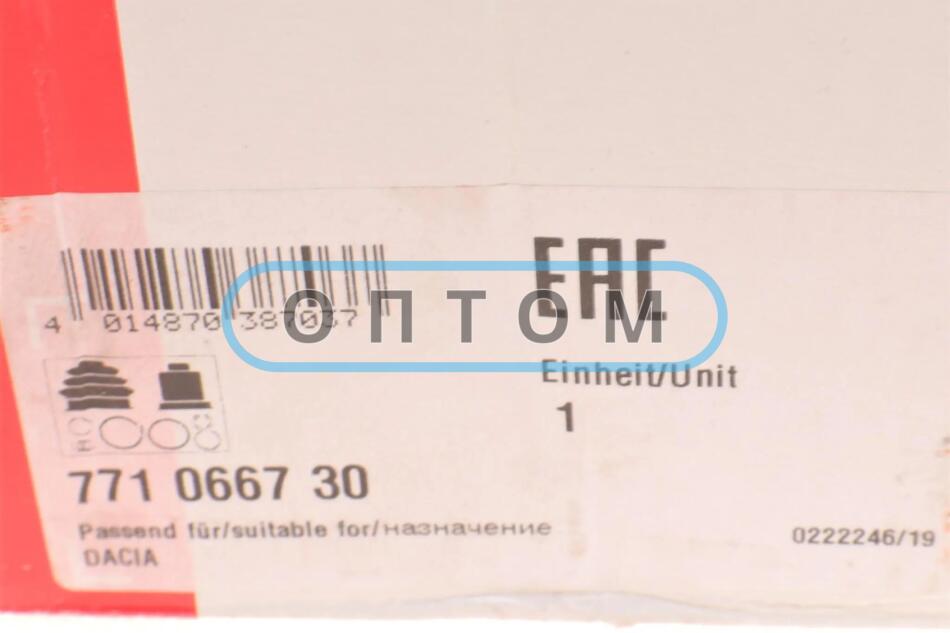 EAC
4 014870 387037
ОПТОМ
Einheit/Unit
1
771 0667 30
Passend für/suitable for/назначение
DACIA
0222246/19